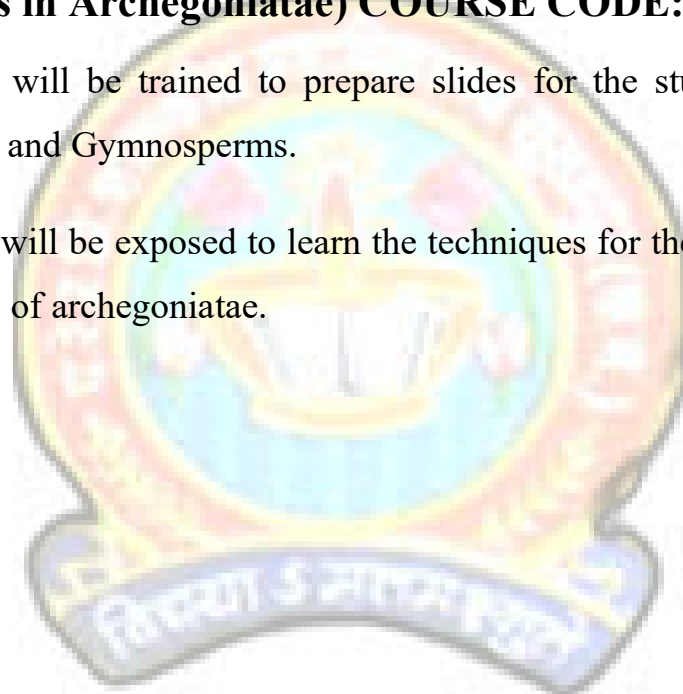 s in Archegoniatae) COURSE CODE:
will be trained to prepare slides for the stu
and Gymnosperms.
will be exposed to learn the techniques for the
of archegoniatae.